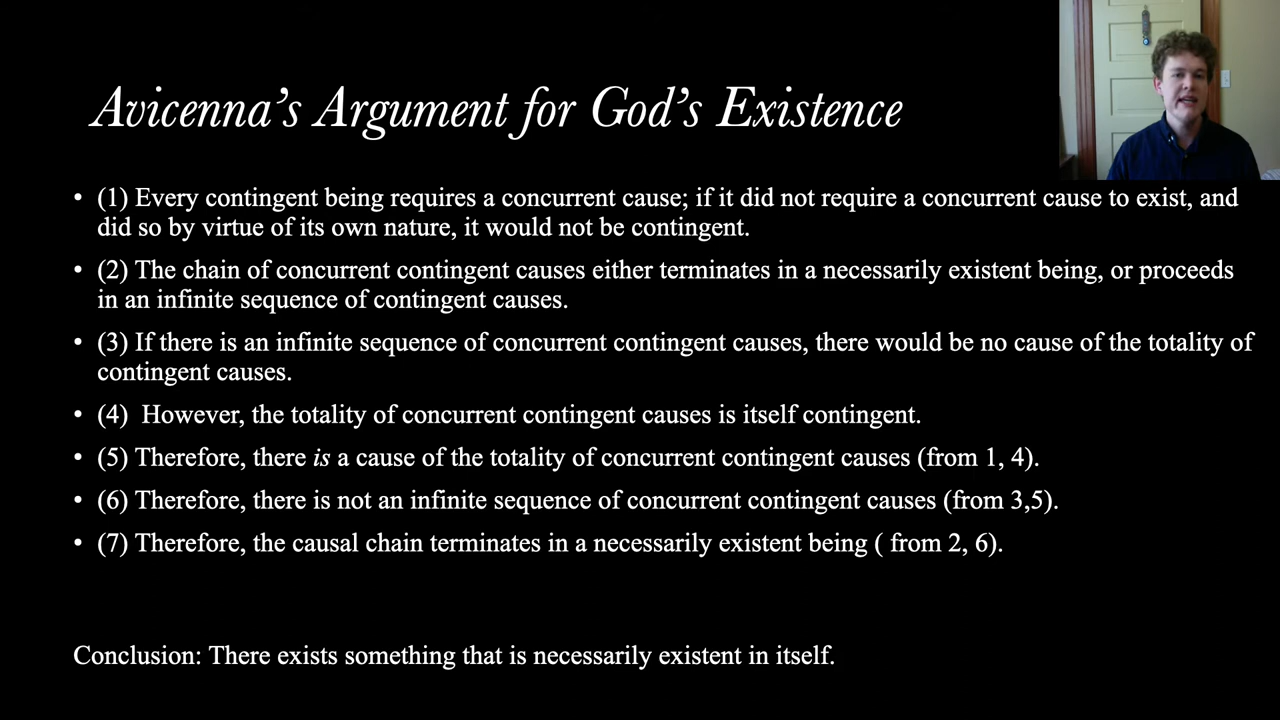 Avicenna's Argument for God's Existence
• (1) Every contingent being requires a concurrent cause; if it did not require a concurrent cause to exist, and
did so by virtue of its own nature, it would not be contingent.
• (2) The chain of concurrent contingent causes either terminates in a necessarily existent being, or proceeds
in an infinite sequence of contingent causes.
• (3) If there is an infinite sequence of concurrent contingent causes, there would be no cause of the totality of
contingent causes.
• (4) However, the totality of concurrent contingent causes is itself contingent.
• (5) Therefore, there is a cause of the totality of concurrent contingent causes (from 1, 4).
• (6) Therefore, there is not an infinite sequence of concurrent contingent causes (from 3,5).
• (7) Therefore, the causal chain terminates in a necessarily existent being ( from 2, 6).
Conclusion: There exists something that is necessarily existent in itself.